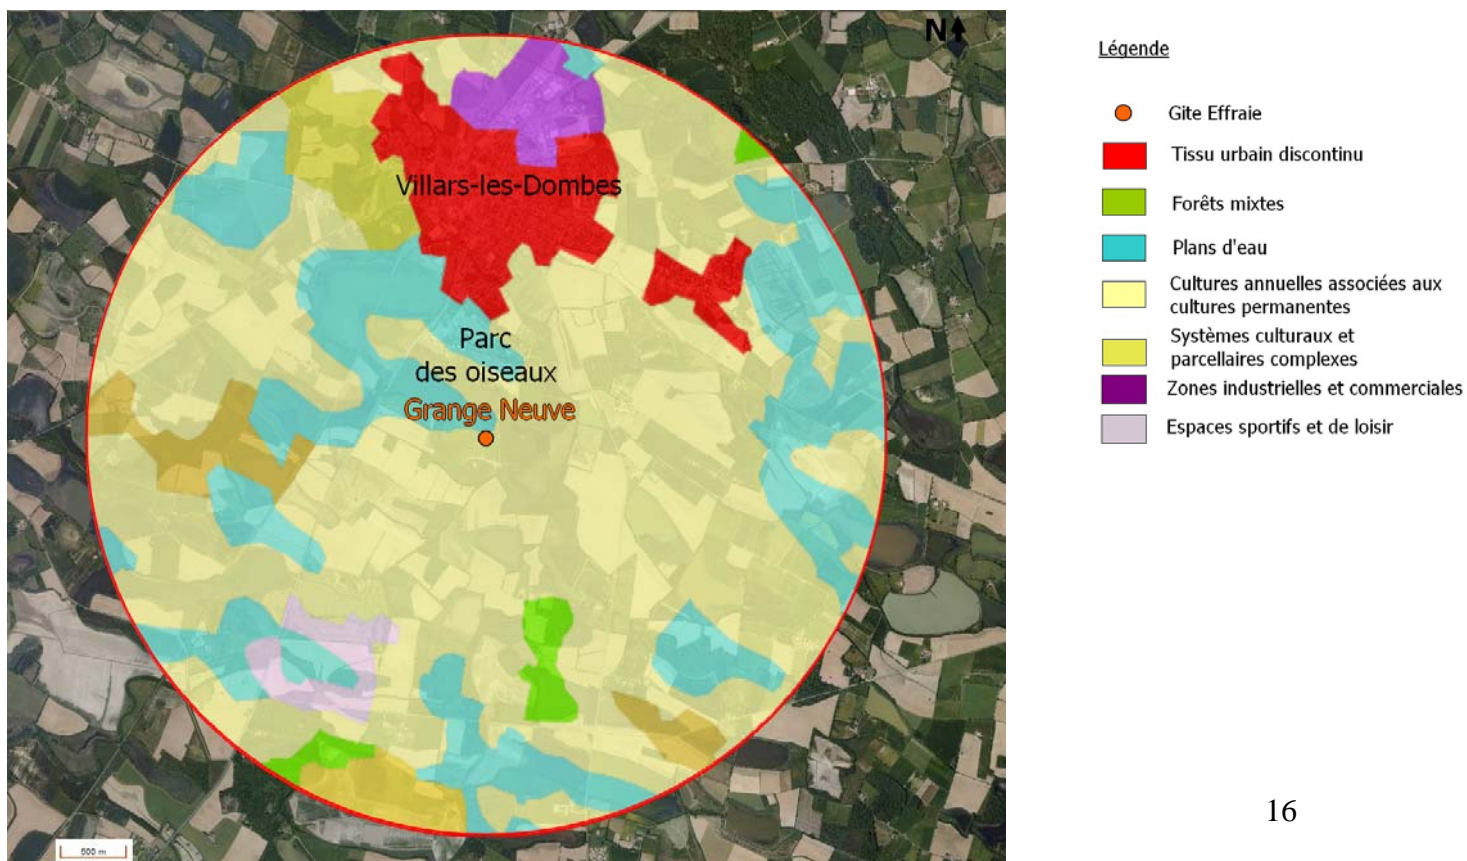 N
Villars-les-Dombes
Parc
des oiseaux
Grange Neuve
500 m
Légende
Gite Effraie
Tissu urbain discontinu
Forêts mixtes
Plans d'eau
Cultures annuelles associées aux
cultures permanentes
Systèmes culturaux et
parcellaires complexes
Zones industrielles et commerciales
Espaces sportifs et de loisir
16